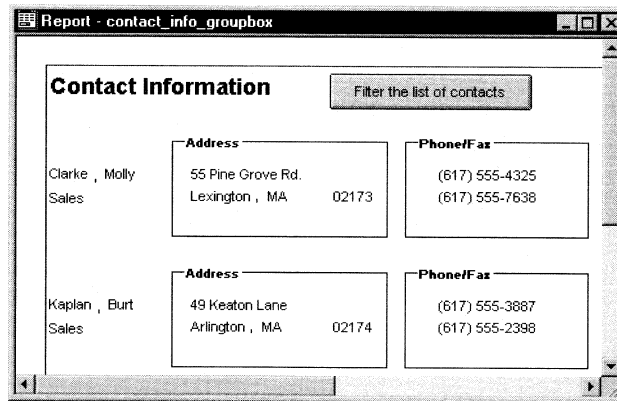 Report - contact_info_groupbox
Contact Information
Filter the list of contacts
Address
Phone/Fax
Clarke , Molly
55 Pine Grove Rd.
(617) 555-4325
Sales
Lexington , MA
02173
(617) 555-7638
Address
Phone/Fax
Kaplan , Burt
49 Keaton Lane
(617) 555-3887
Sales
Arlington , MA
02174
(617) 555-2398